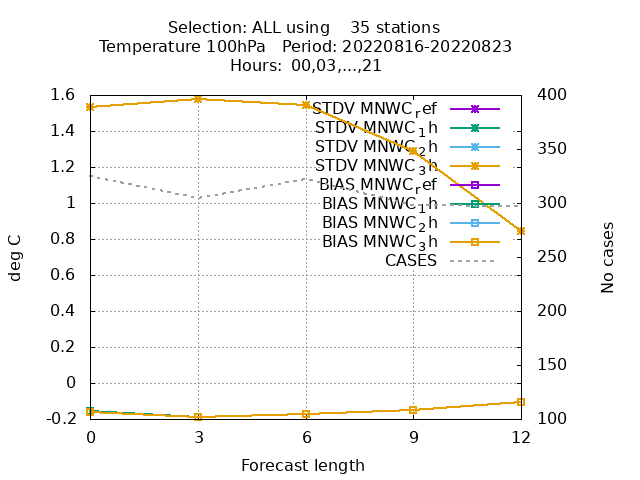 Selection: ALL using    35 stations
Temperature 100hPa   Period: 20220816-20220823
Hours:  00,03,...,21
deg C
1.6
1.4
1.2
1
0.8
0.6
0.4
0.2
0
-0.2
STDV MNWC_ref
STDV MNWC_1h
STDV MNWC_2h
STDV MNWC_3h
BIAS MNWC_ref
BIAS MNWC_1h
BIAS MNWC_2h
BIAS MNWC_3h
CASES
400
350
300
250
200
150
100
No cases
0 3 6 9 12
Forecast length